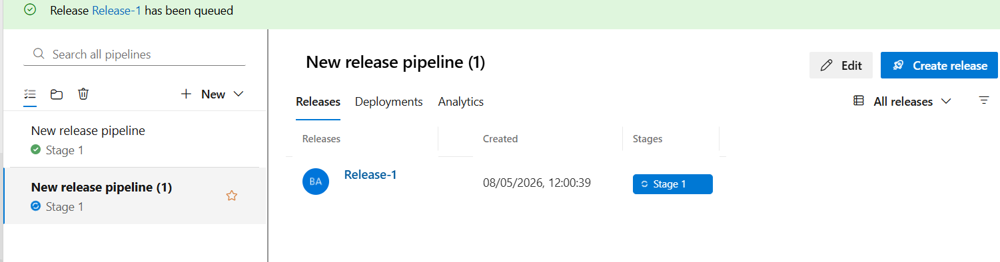 Release Release-1 has been queued
Search all pipelines
New
New release pipeline
Stage 1
New release pipeline (1)
Stage 1
New release pipeline (1)
Edit
Create release
Releases Deployments Analytics
All releases
Releases Created Stages
BA Release-1 08/05/2026, 12:00:39 Stage 1